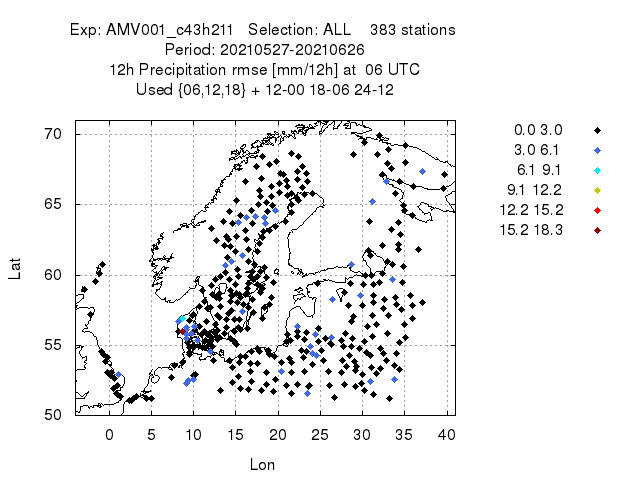 Exp: AMV001_c43h211 Selection: ALL 383 stations
Period: 20210527-20210626
12h Precipitation rmse [mm/12h] at 06 UTC
Used {06,12,18} + 12-00 18-06 24-12
70
65
60
55
50
Lat
0 5 10 15 20 25 30 35 40
Lon
0.0 3.0
3.0 6.1
6.1 9.1
9.1 12.2
12.2 15.2
15.2 18.3